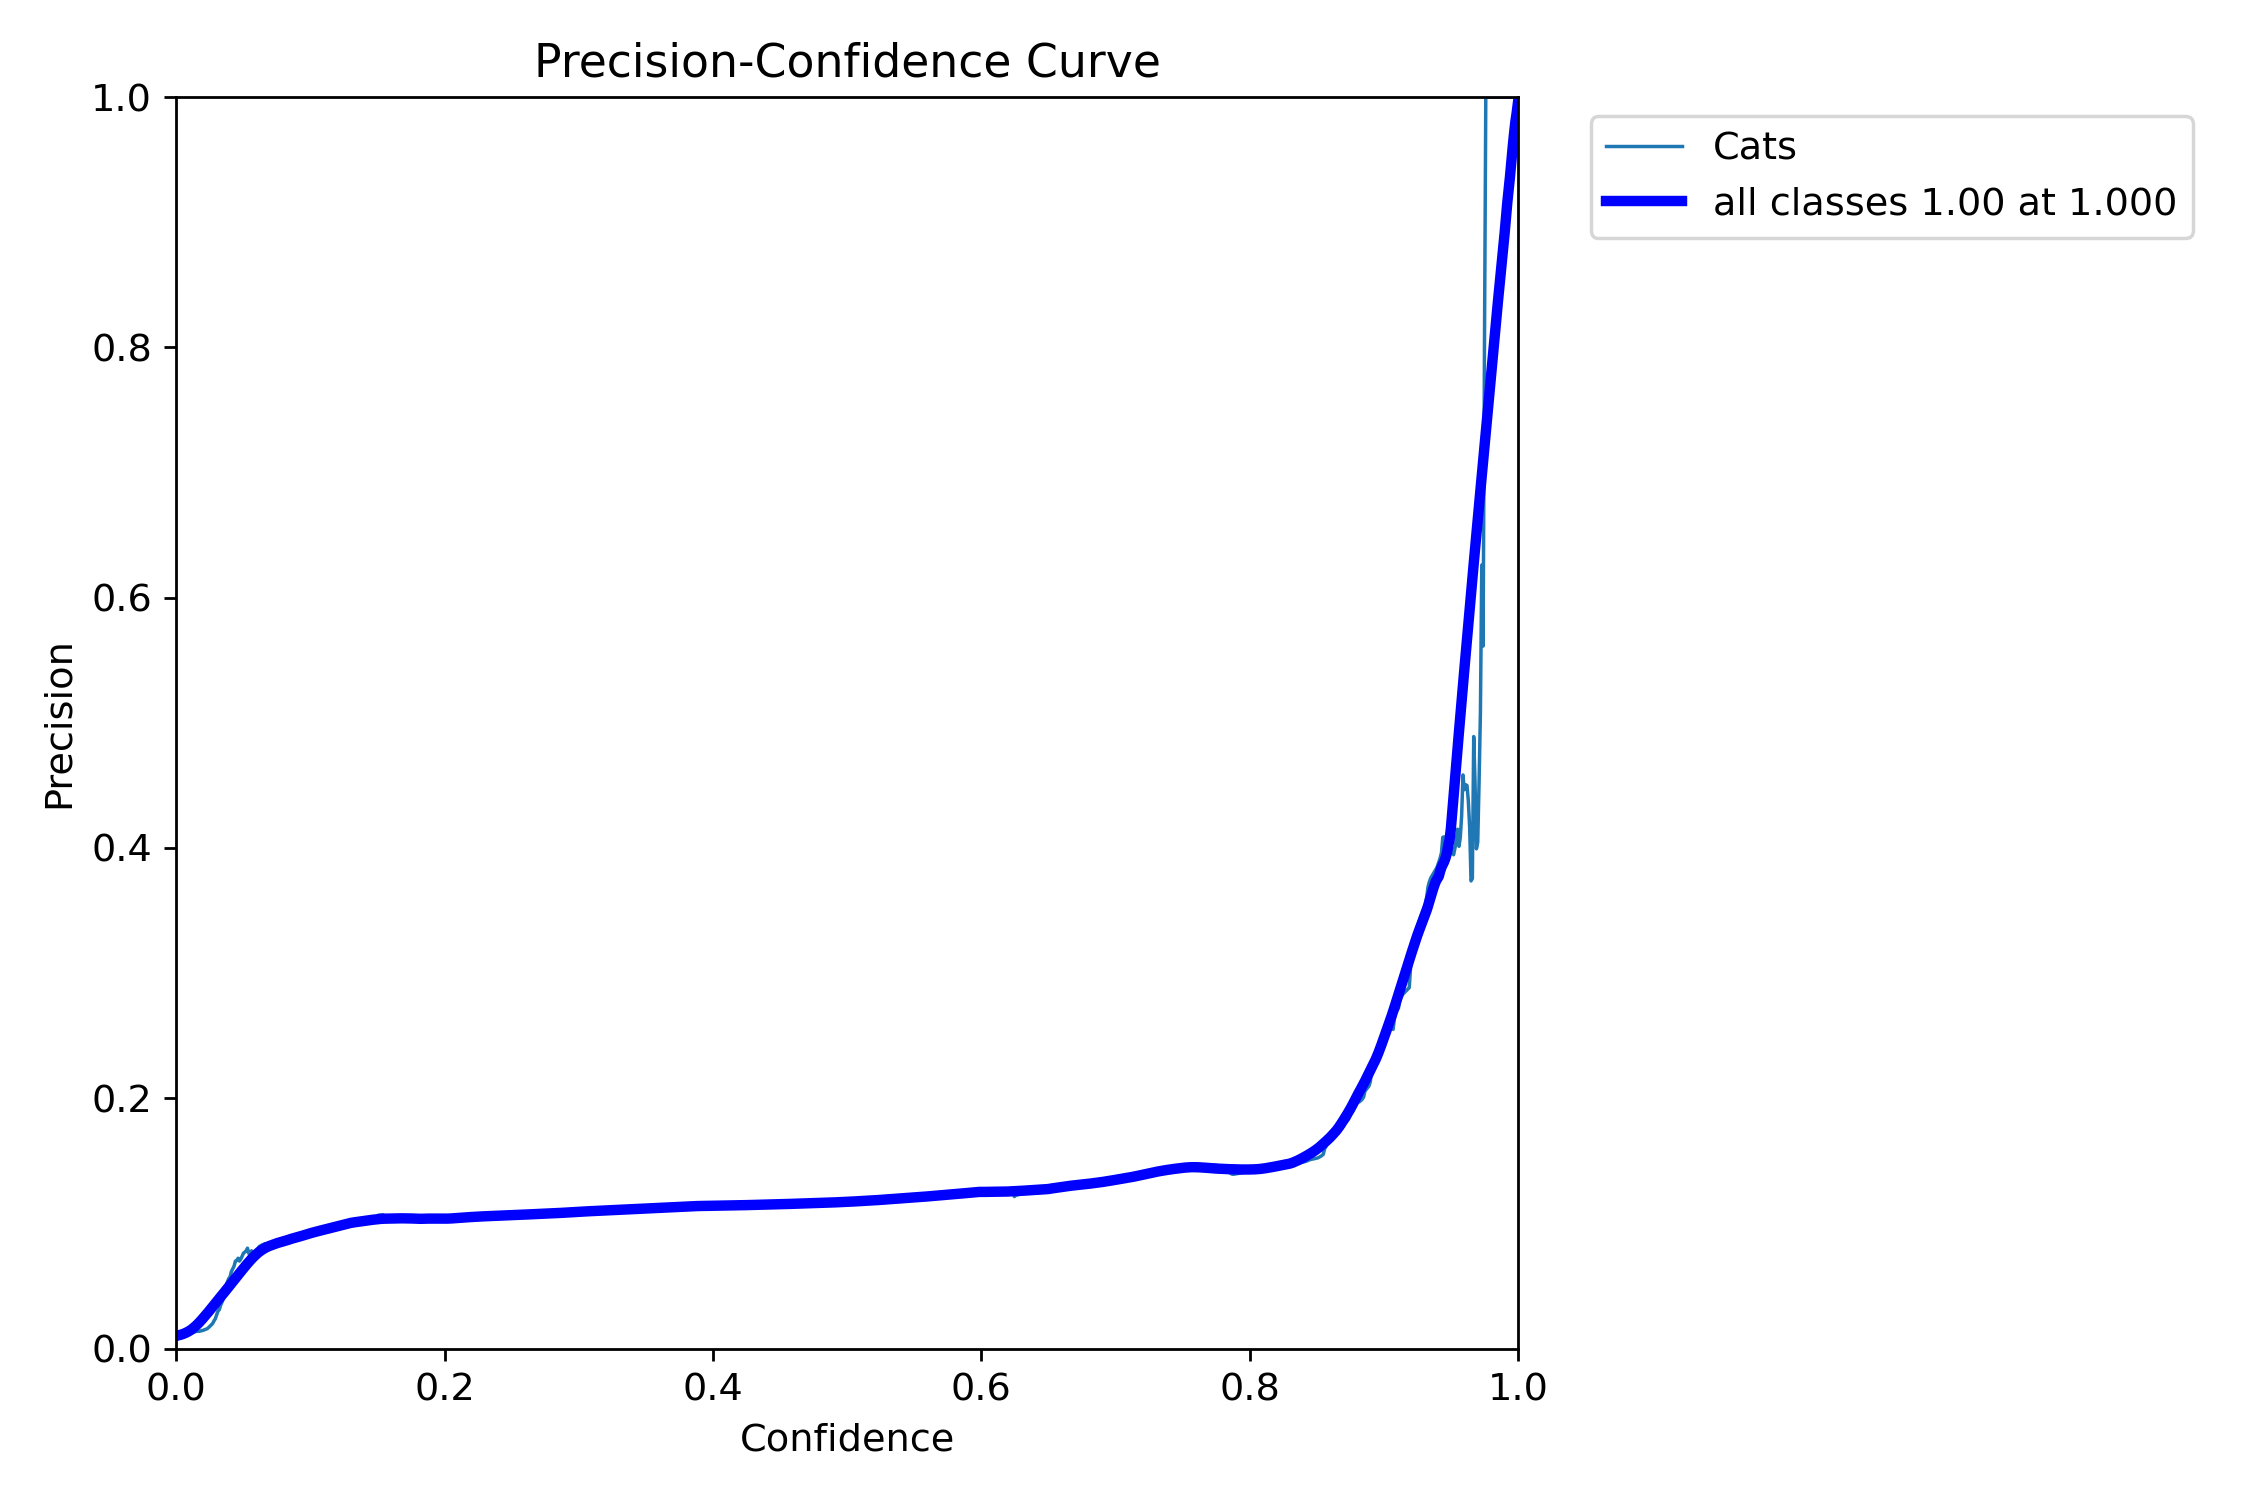 Precision-Confidence Curve
1.0
0.8
0.6
0.4
0.2
0.0
Precision
0.0 0.2 0.4 0.6 0.8 1.0
Confidence
Cats
all classes 1.00 at 1.000